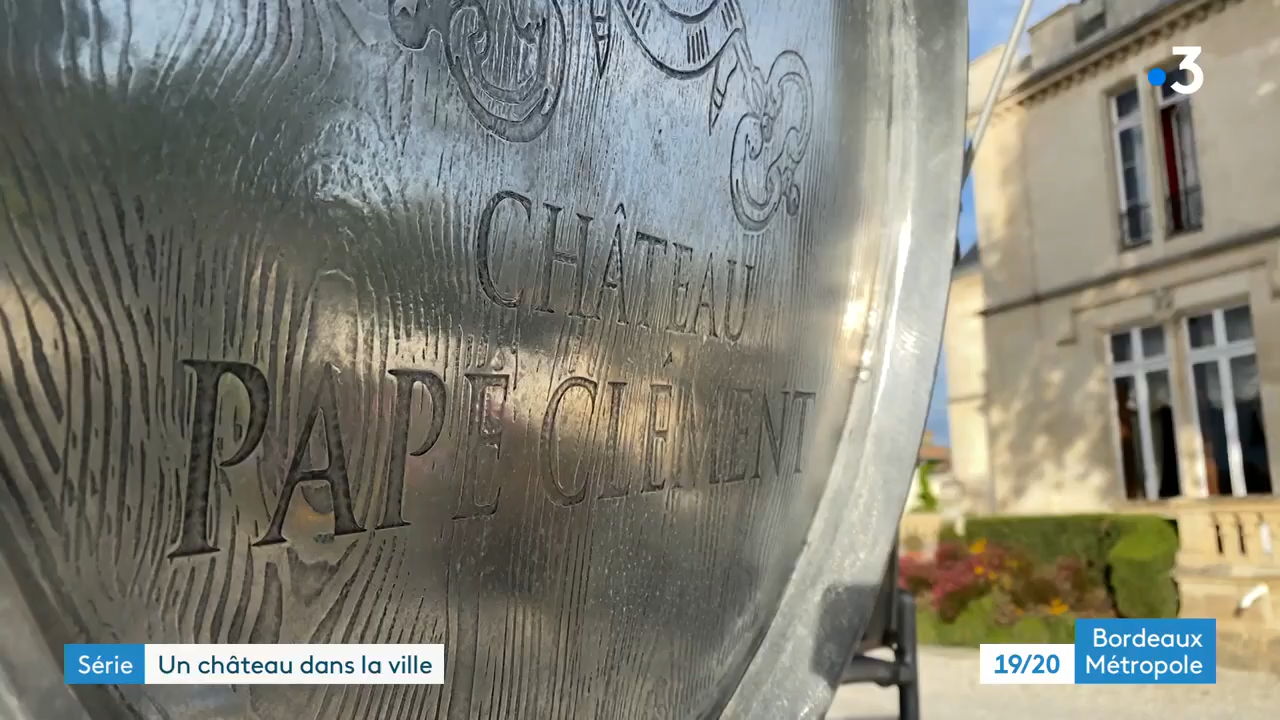 3
CHÂTEAU
PAPE CLÉMENT
Série Un château dans la ville
19/20 Bordeaux
Métropole